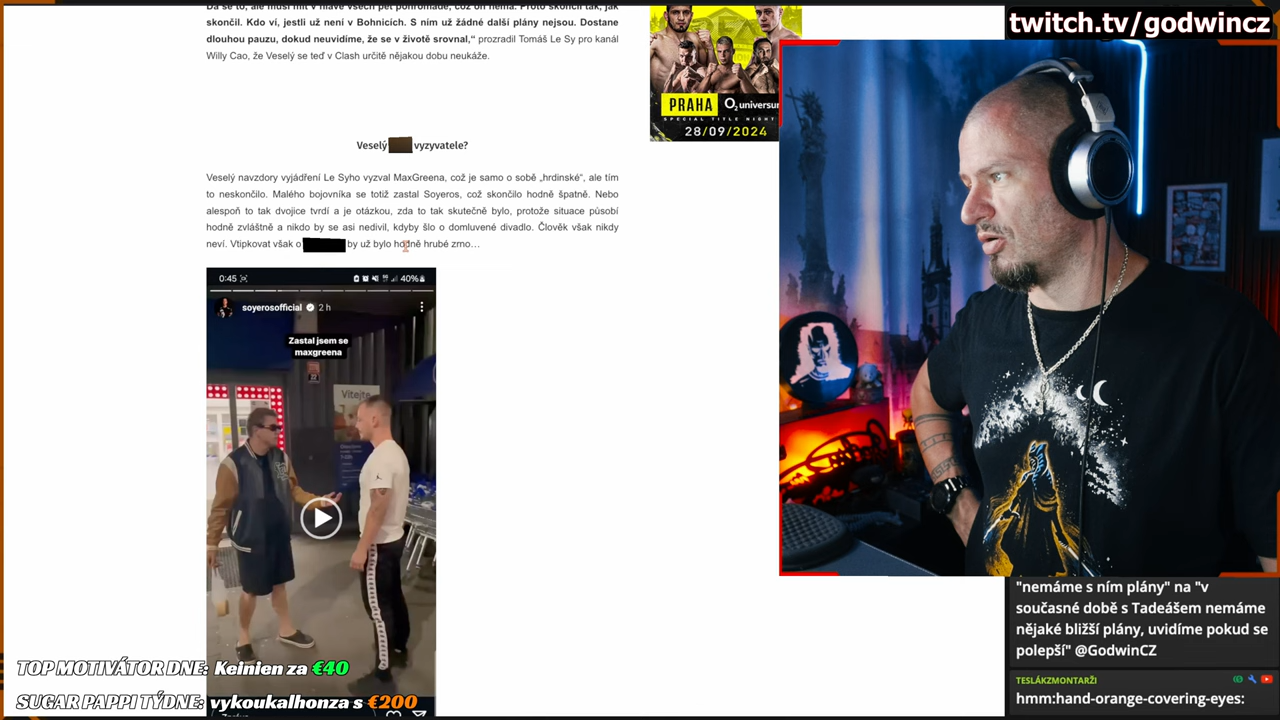 Da se to, ale musí mít v hlavě všech pět pohromadě, což on nemá. Proto skončil tak, jak
skončil. Kdo ví, jestli už není v Bohnicích. S ním už žádné další plány nejsou. Dostane
dlouhou pauzu, dokud neuvidíme, že se v životě srovnal,“ prozradil Tomáš Le Sy pro kanál
Willy Cao, že Veselý se teď v Clash určitě nějakou dobu neukáže.
Veselý vyzyvatele?
Veselý navzdory vyjádření Le Syho vyzval MaxGreena, což je samo o sobě „hrdinské“, ale tím
to neskončilo. Malého bojovníka se totiž zastal Soyeros, což skončilo hodně špatně. Nebo
alespoň to tak dvojice tvrdí a je otázkou, zda to tak skutečně bylo, protože situace působí
hodně zvláštně a nikdo by se asi nedivil, kdyby šlo o domluvené divadlo. Člověk však nikdy
neví. Vtipkovat však o by už bylo hodně hrubé zrno…
PRAHA O2 universum
SPECIAL TITLE NIGHT
28/09/2024
twitch.tv/godwincz
0:45 40%
soyerosofficial 2 h
Zastal jsem se
maxgreena
Vítejte
TOP MOTIVÁTOR DNE: Keinien za €40
SUGAR PAPPI TÝDNE: vykoukalhonza s €200
"nemáme s ním plány" na "v
současné době s Tadeášem nemáme
nějaké bližší plány, uvidíme pokud se
polepší" @GodwinCZ
TESLÁKZMONTARŽI
hmm:hand-orange-covering-eyes: